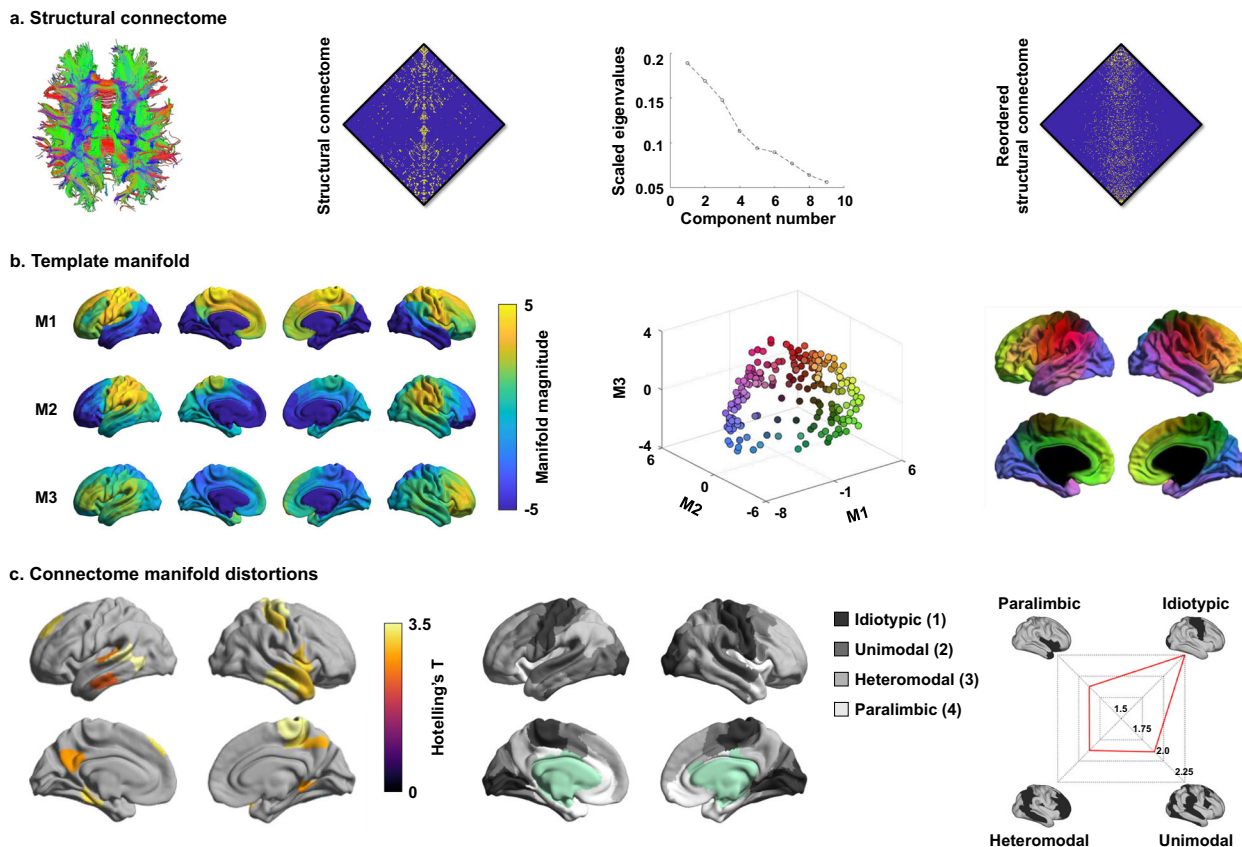 a. Structural connectome
Structural connectome
Scaled eigenvalues
0.2
0.15
0.1
0.05
0 2 4 6 8 10
Component number
Reordered
structural connectome
b. Template manifold
M1
M2
M3
5
-5
Manifold magnitude
M3
4
0
-4
6
0
-6
M2
-8
-1
6
M1
c. Connectome manifold distortions
3.5
0
Hotelling's T
Idiotypic (1)
Unimodal (2)
Heteromodal (3)
Paralimbic (4)
Paralimbic Idiotypic
1.5
1.75
2.0
2.25
Heteromodal Unimodal